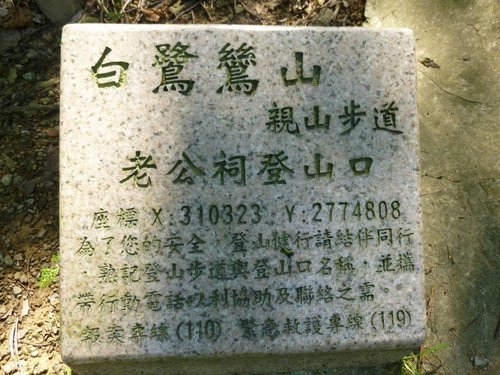 白鷺鷥山
親山步道
老公祠登山口
座標 X:310323 Y:2774808
為了您的安全，登山健行請結伴同行
，熟記登山步道與登山口名稱，並攜
帶行動電話以利協助及聯絡之需。
報案專線(110) 緊急救護專線(119)